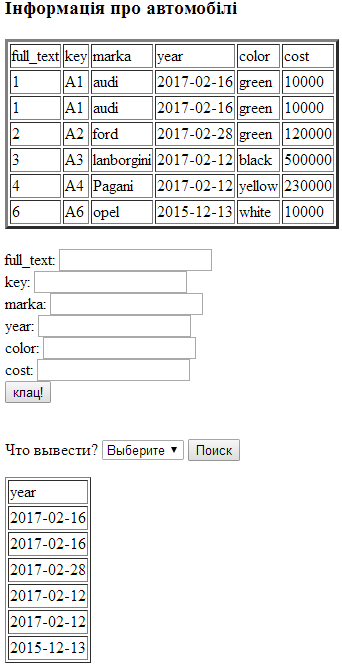 Інформація про автомобілі
full_text key marka year color cost
1 A1 audi 2017-02-16 green 10000
1 A1 audi 2017-02-16 green 10000
2 A2 ford 2017-02-28 green 120000
3 A3 lanborgini 2017-02-12 black 500000
4 A4 Pagani 2017-02-12 yellow 230000
6 A6 opel 2015-12-13 white 10000
full_text:
key:
marka:
year:
color:
cost:
клац!
Что вывести? Выберите Поиск
year
2017-02-16
2017-02-16
2017-02-28
2017-02-12
2017-02-12
2015-12-13